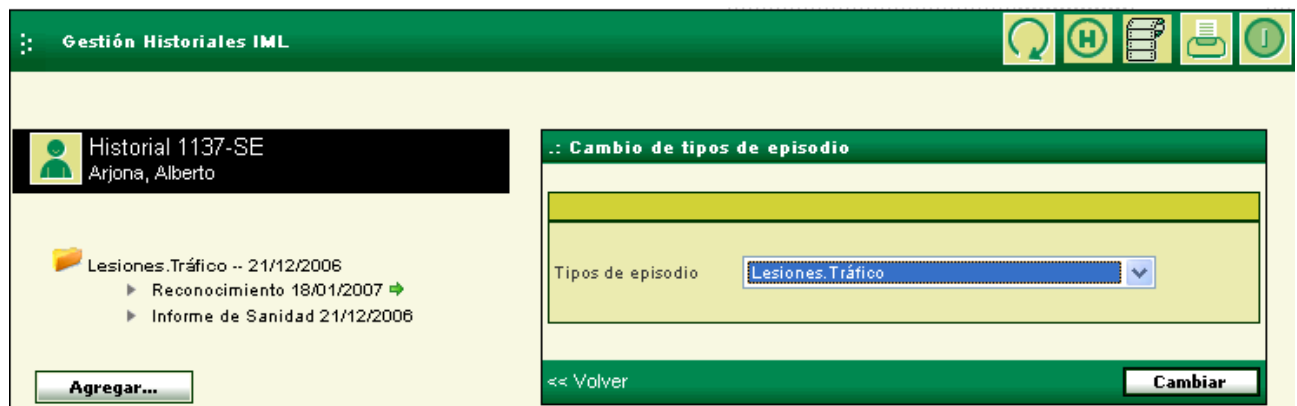 Gestión Historiales IML
H
Historial 1137-SE
Arjona, Alberto
Lesiones.Tráfico -- 21/12/2006
Reconocimiento 18/01/2007
Informe de Sanidad 21/12/2006
Agregar...
.: Cambio de tipos de episodio
Tipos de episodio Lesiones.Tráfico
<< Volver Cambiar